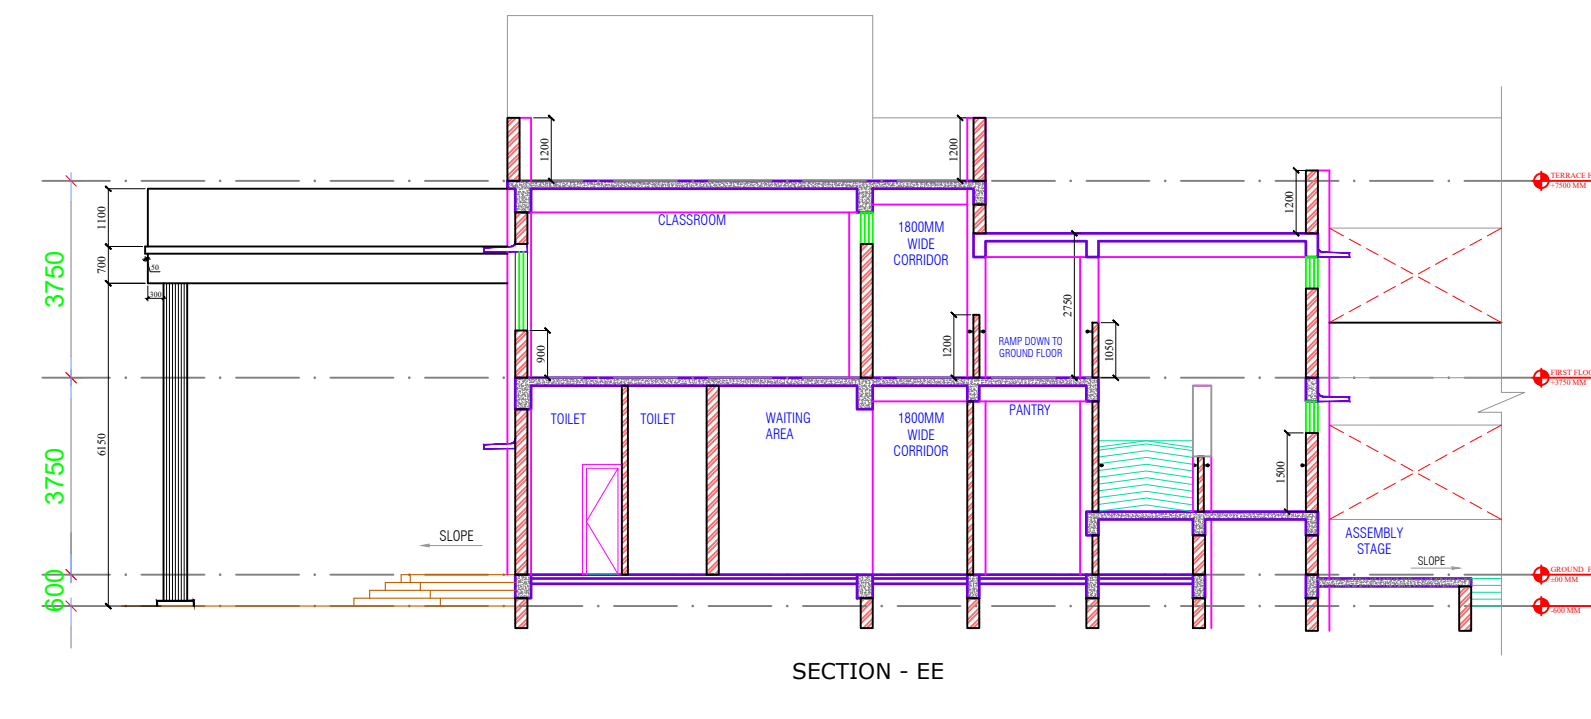 1200
1200
TERRACE
+7500 MM
1200
1100
CLASSROOM
1800MM
WIDE
CORRIDOR
700
3750
50
300
2750
1200
RAMP DOWN TO
GROUND FLOOR
1050
900
FIRST
+3750 MM
TOILET
TOILET
WAITING
AREA
1800MM
WIDE
CORRIDOR
PANTRY
6150
3750
1500
SLOPE
ASSEMBLY
STAGE
SLOPE
600
GROUND
±00 MM
-600 MM
SECTION - EE